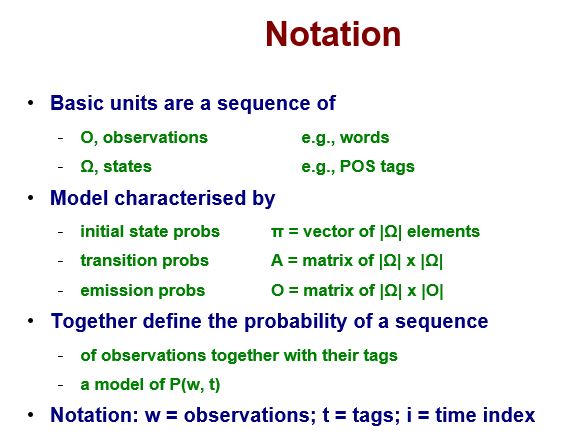 Notation
• Basic units are a sequence of
- O, observations e.g., words
- Ω, states e.g., POS tags
• Model characterised by
- initial state probs π = vector of |Ω| elements
- transition probs A = matrix of |Ω| x |Ω|
- emission probs O = matrix of |Ω| x |O|
• Together define the probability of a sequence
- of observations together with their tags
- a model of P(w, t)
• Notation: w = observations; t = tags; i = time index